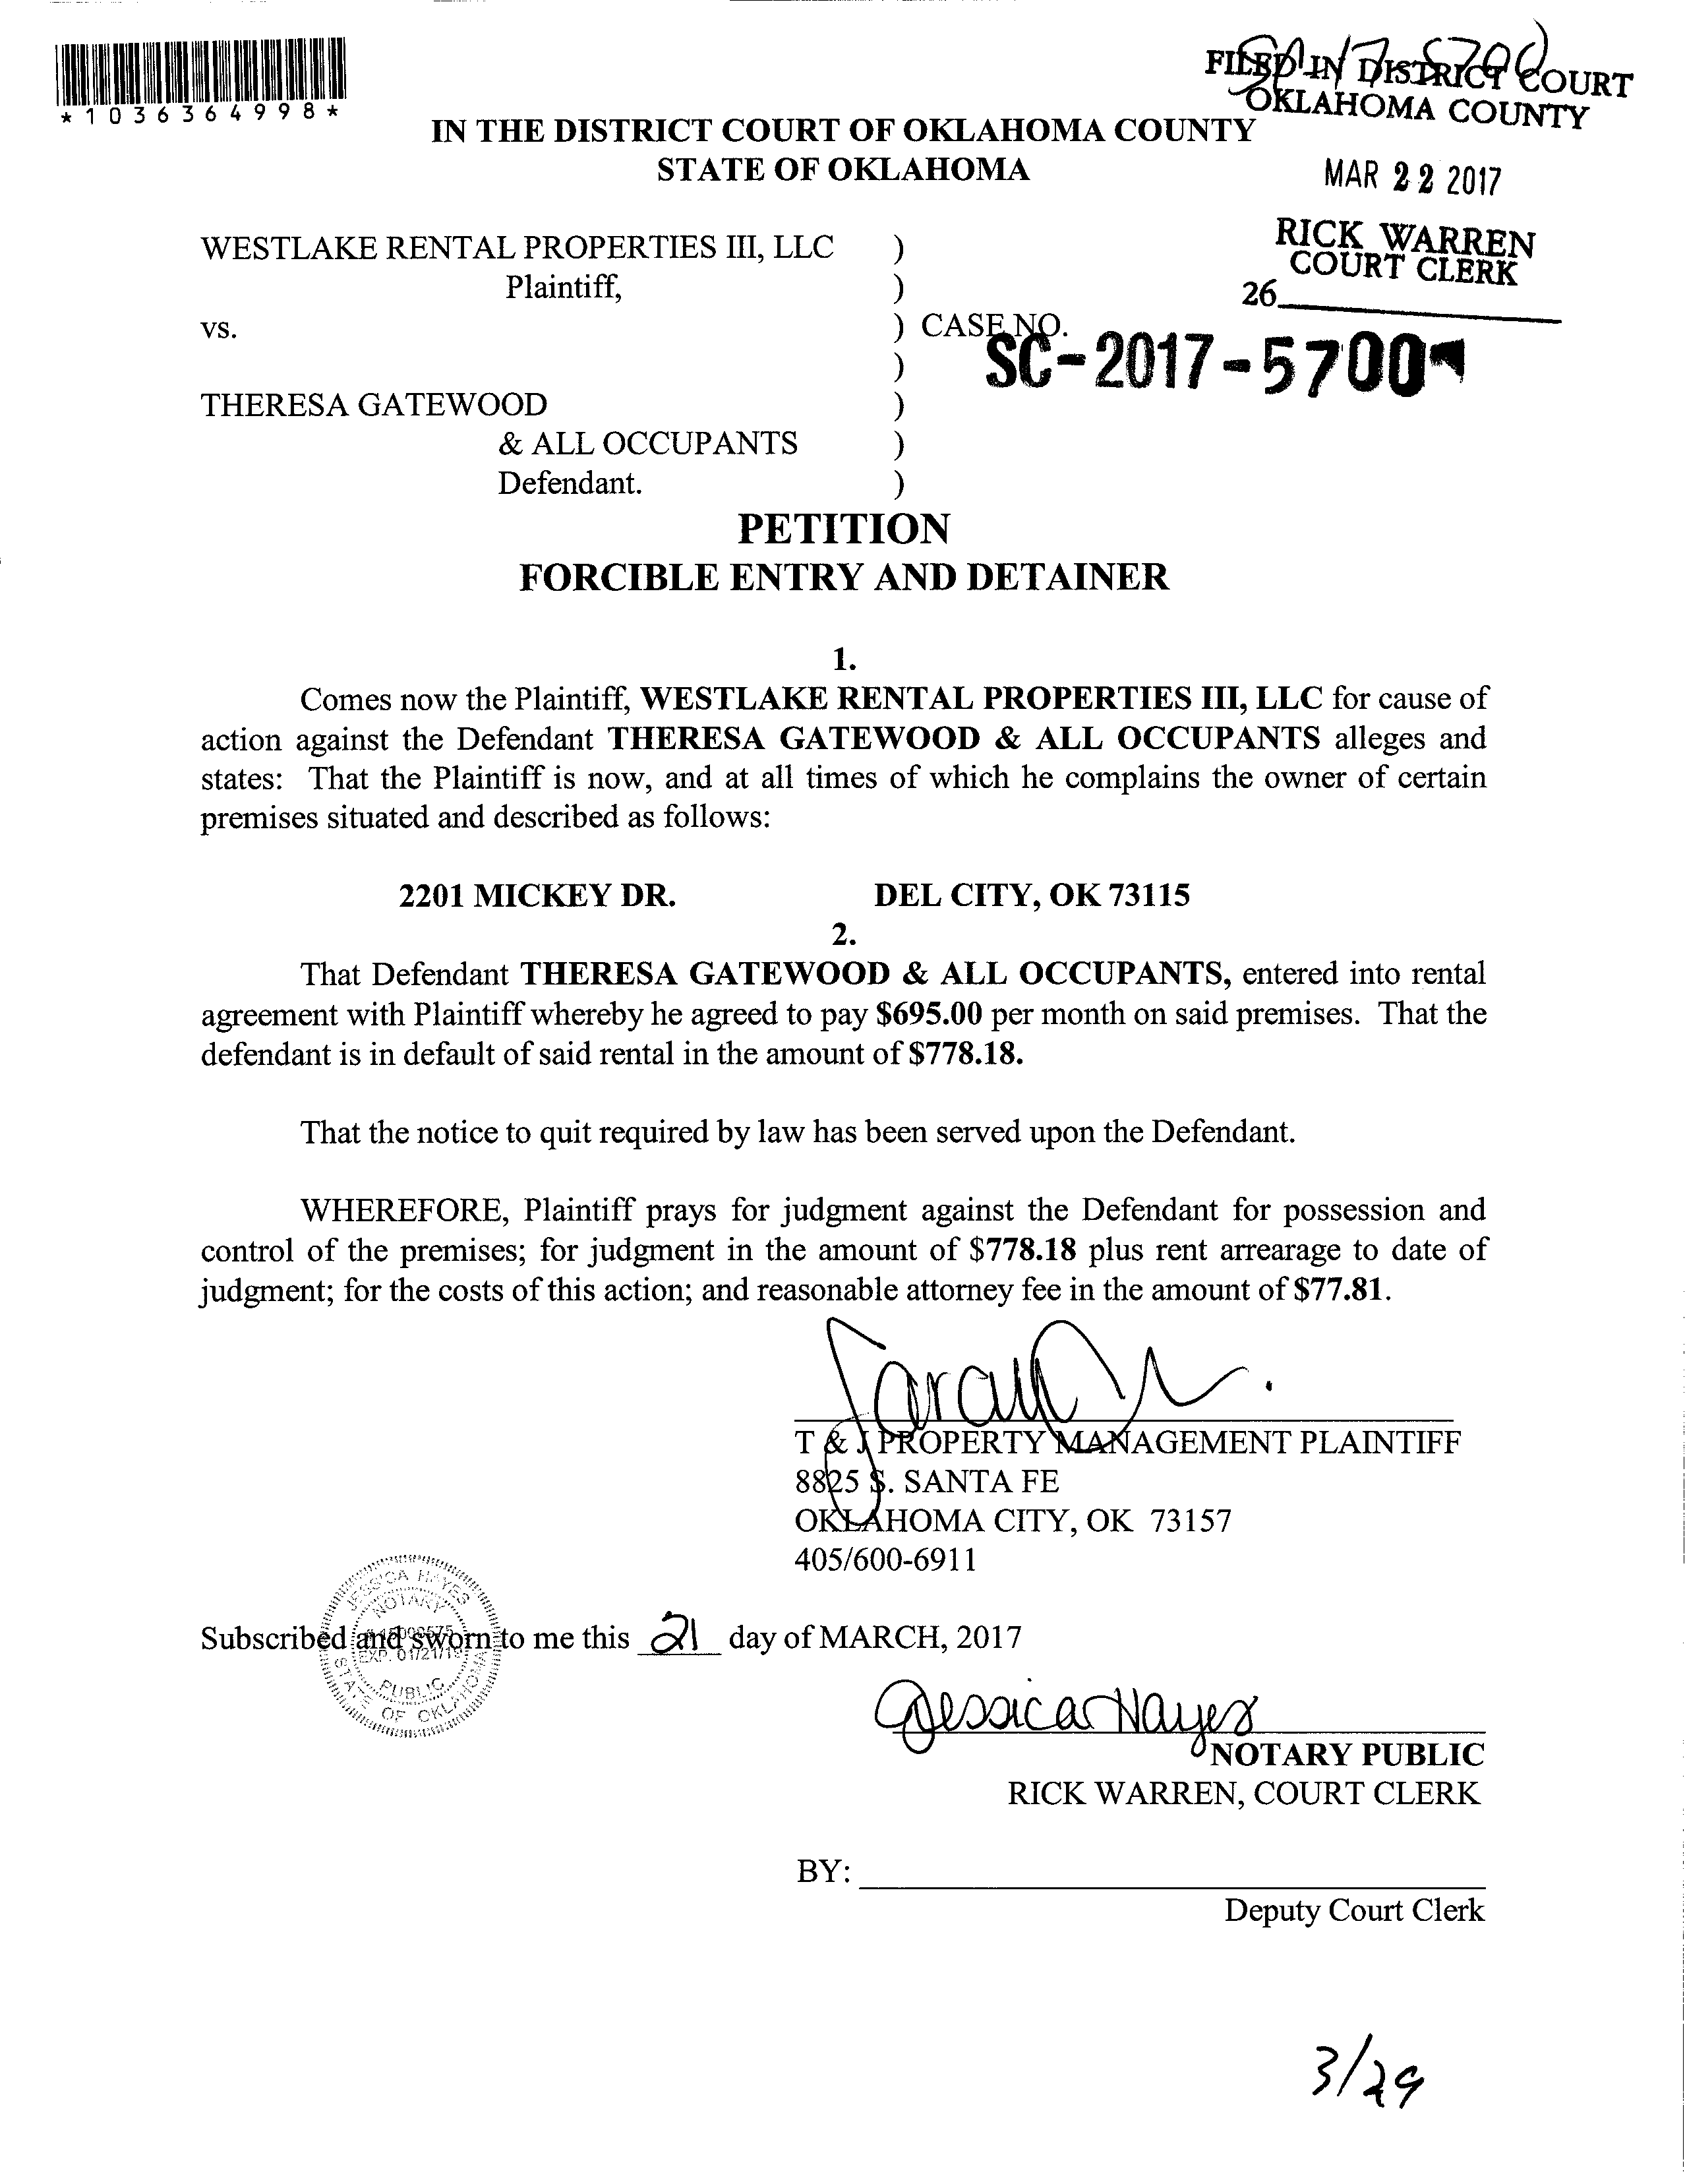 *1036364998*
SC-17-5700
FILED IN DISTRICT COURT
OKLAHOMA COUNTY
IN THE DISTRICT COURT OF OKLAHOMA COUNTY
STATE OF OKLAHOMA
MAR 22 2017
RICK WARREN
COURT CLERK
26
WESTLAKE RENTAL PROPERTIES III, LLC )
Plaintiff, )
vs. ) CASE NO.
SC-2017-5700
)
THERESA GATEWOOD )
& ALL OCCUPANTS )
Defendant. )
PETITION
FORCIBLE ENTRY AND DETAINER
1.
Comes now the Plaintiff, WESTLAKE RENTAL PROPERTIES III, LLC for cause of
action against the Defendant THERESA GATEWOOD & ALL OCCUPANTS alleges and
states: That the Plaintiff is now, and at all times of which he complains the owner of certain
premises situated and described as follows:
2201 MICKEY DR. DEL CITY, OK 73115
2.
That Defendant THERESA GATEWOOD & ALL OCCUPANTS, entered into rental
agreement with Plaintiff whereby he agreed to pay $695.00 per month on said premises. That the
defendant is in default of said rental in the amount of $778.18.
That the notice to quit required by law has been served upon the Defendant.
WHEREFORE, Plaintiff prays for judgment against the Defendant for possession and
control of the premises; for judgment in the amount of $778.18 plus rent arrearage to date of
judgment; for the costs of this action; and reasonable attorney fee in the amount of $77.81.
T & J PROPERTY MANAGEMENT PLAINTIFF
8825 S. SANTA FE
OKLAHOMA CITY, OK 73157
405/600-6911
JESSICA HAYES
NOTARY
EXP. 01/21/19
PUBLIC
STATE OF OKLAHOMA
Subscribed and sworn to me this 21 day of MARCH, 2017
Jessica Hayes
NOTARY PUBLIC
RICK WARREN, COURT CLERK
BY:
Deputy Court Clerk
3/29